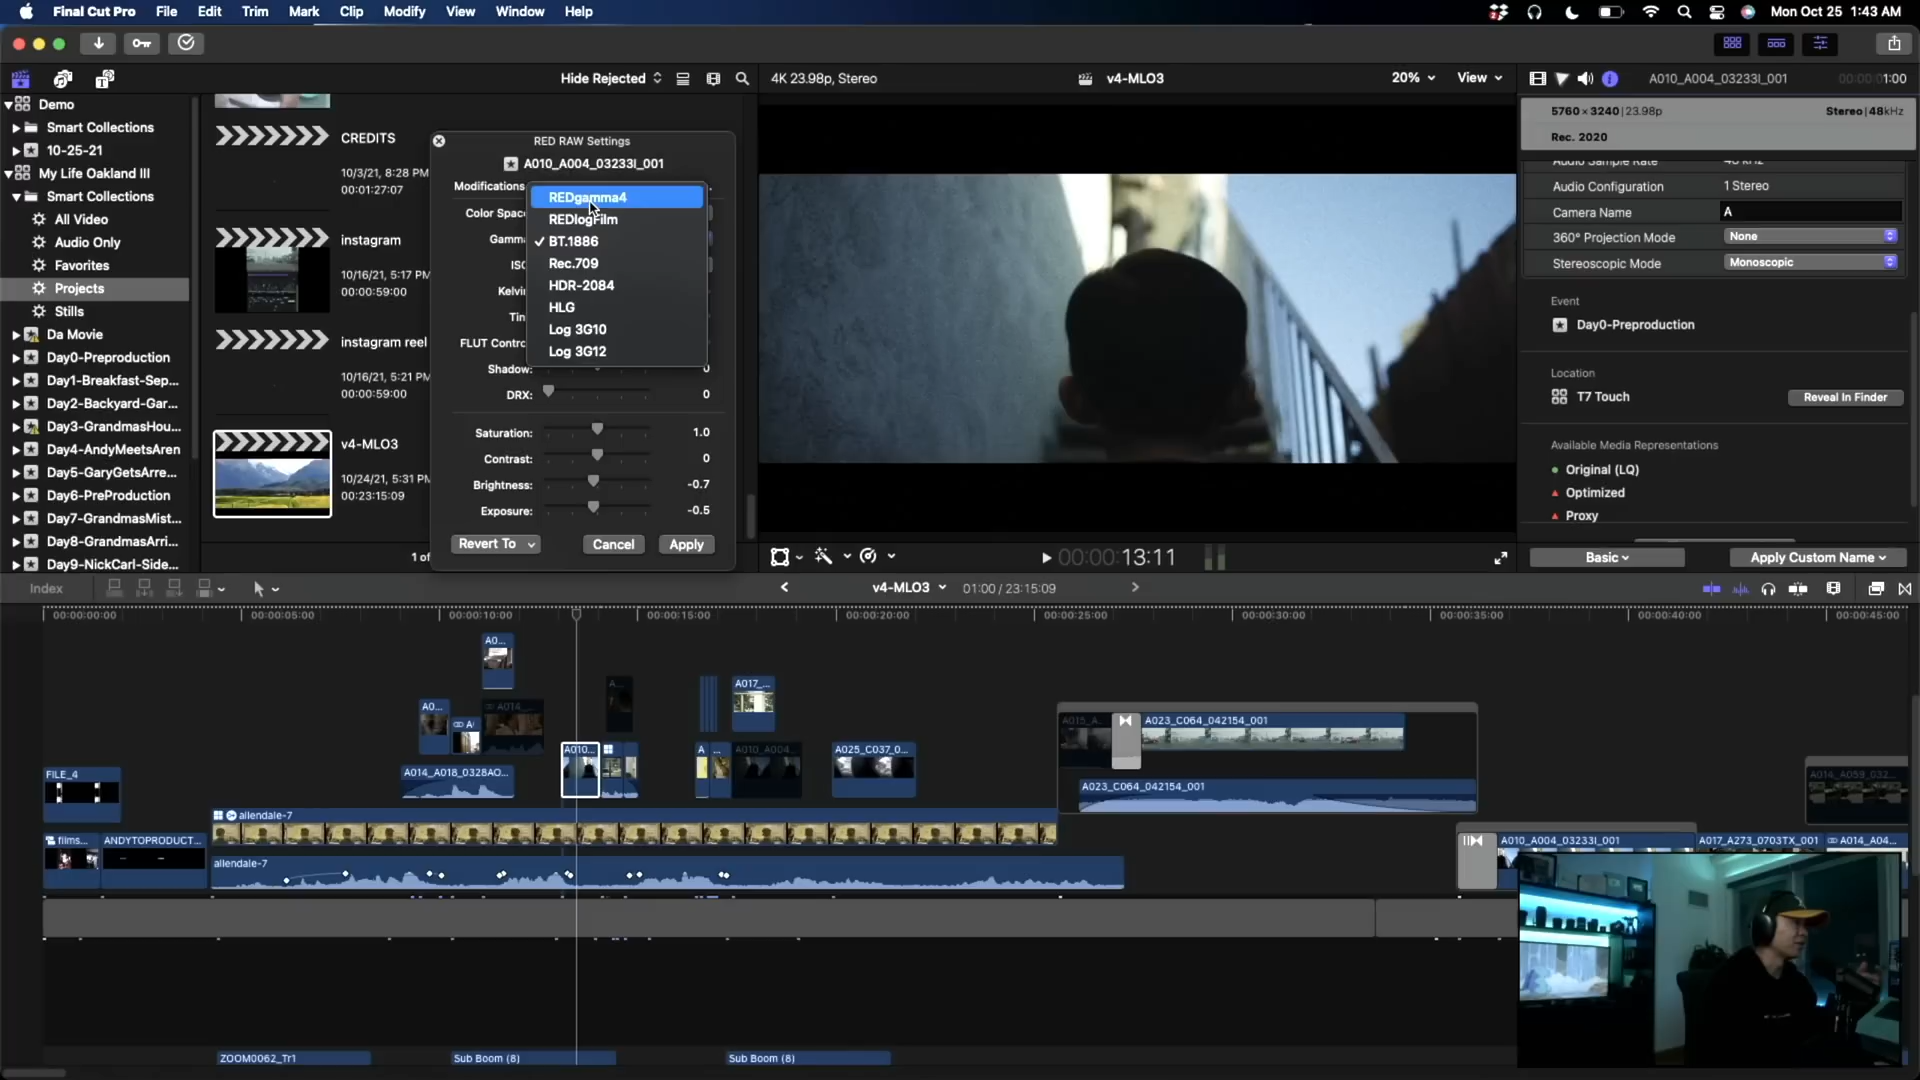 Final Cut Pro File Edit Trim Mark Clip Modify View Window Help
Mon Oct 25 1:43 AM
Hide Rejected
4K 23.98p, Stereo
v4-MLO3
20%
View
A010_A004_03233I_001
1:00
Demo
Smart Collections
10-25-21
My Life Oakland III
Smart Collections
All Video
Audio Only
Favorites
Projects
Stills
Da Movie
Day0-Preproduction
Day1-Breakfast-Sep...
Day2-Backyard-Gar...
Day3-GrandmasHou...
Day4-AndyMeetsAren
Day5-GaryGetsArre...
Day6-PreProduction
Day7-GrandmasMist...
Day8-GrandmasArri...
Day9-NickCarl-Side...
CREDITS
10/3/21, 8:28 PM
00:01:27:07
instagram
10/16/21, 5:17 PM
00:00:59:00
instagram reel
10/16/21, 5:21 PM
00:00:59:00
v4-MLO3
10/24/21, 5:31 PM
00:23:15:09
1 of
RED RAW Settings
A010_A004_03233I_001
Modifications
Color Space
Gamma
ISO
Kelvin
Tin
FLUT Contro
Shadow: 0
DRX: 0
Saturation: 1.0
Contrast: 0
Brightness: -0.7
Exposure: -0.5
Revert To
Cancel
Apply
REDgamma4
REDlogFilm
✓ BT.1886
Rec.709
HDR-2084
HLG
Log 3G10
Log 3G12
00:00:00:13:11
5760 × 3240 | 23.98p
Stereo | 48kHz
Rec. 2020
Audio Sample Rate 48 kHz
Audio Configuration 1 Stereo
Camera Name A
360° Projection Mode None
Stereoscopic Mode Monoscopic
Event
Day0-Preproduction
Location
T7 Touch
Reveal In Finder
Available Media Representations
Original (LQ)
Optimized
Proxy
Basic
Apply Custom Name
Index
v4-MLO3
01:00 / 23:15:09
00:00:00:00
00:00:05:00
00:00:10:00
00:00:15:00
00:00:20:00
00:00:25:00
00:00:30:00
00:00:35:00
00:00:40:00
00:00:45:00
A0...
A0...
A(
A014_...
A...
A017_...
A010...
A ...
A010_A004...
A025_C037_0...
A014_A018_0328AO...
A015_A...
A023_C064_042154_001
A023_C064_042154_001
A014_A059_032...
FILE_4
films...
ANDYTOPRODUCT...
allendale-7
allendale-7
A010_A004_03233I_001
A017_A273_0703TX_001
A014_A04...
ZOOM0062_Tr1
Sub Boom (8)
Sub Boom (8)